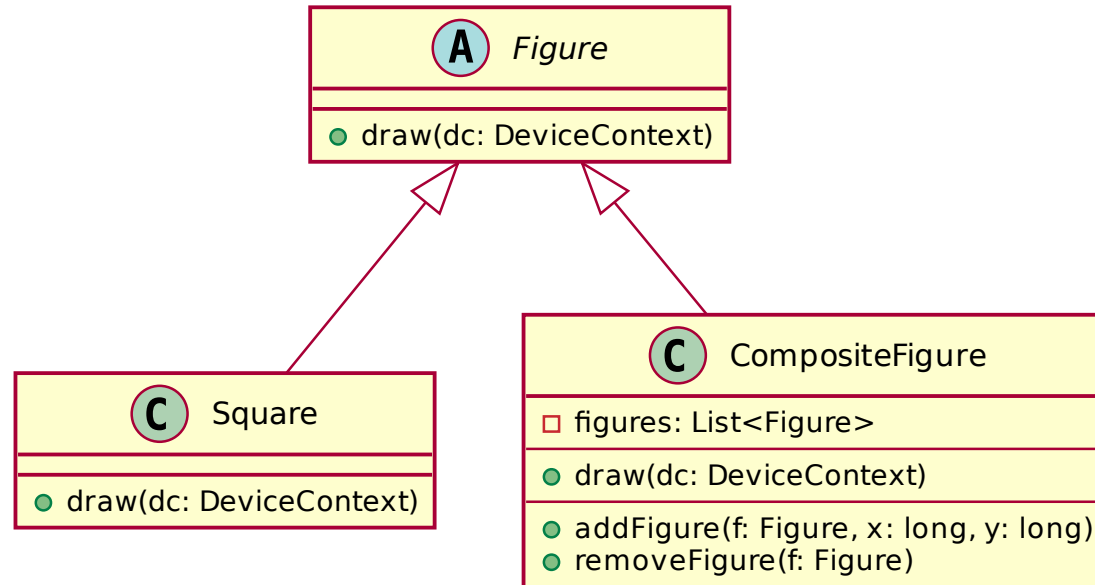 A Figure
draw(dc: DeviceContext)
C Square
draw(dc: DeviceContext)
C CompositeFigure
figures: List<Figure>
draw(dc: DeviceContext)
addFigure(f: Figure, x: long, y: long)
removeFigure(f: Figure)